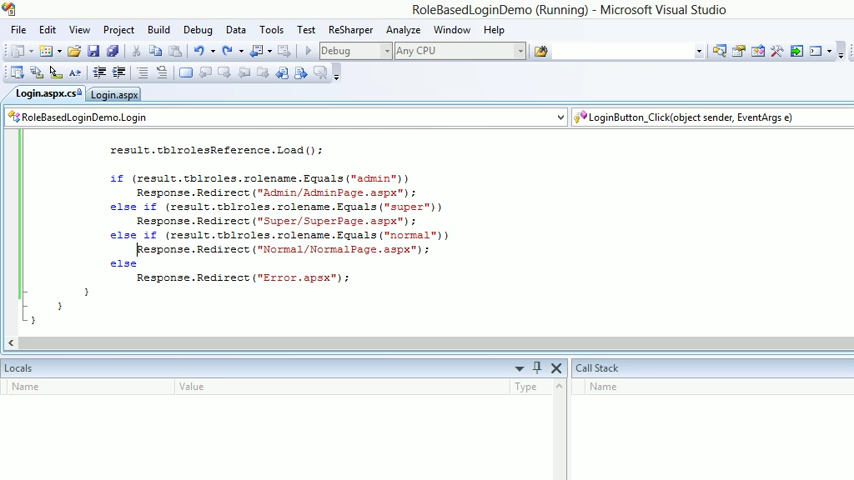 RoleBasedLoginDemo (Running) - Microsoft Visual Studio
File Edit View Project Build Debug Data Tools Test ReSharper Analyze Window Help
Debug Any CPU
Login.aspx.cs Login.aspx
RoleBasedLoginDemo.Login LoginButton_Click(object sender, EventArgs e)
result.tblrolesReference.Load();
if (result.tblroles.rolename.Equals("admin"))
Response.Redirect("Admin/AdminPage.aspx");
else if (result.tblroles.rolename.Equals("super"))
Response.Redirect("Super/SuperPage.aspx");
else if (result.tblroles.rolename.Equals("normal"))
Response.Redirect("Normal/NormalPage.aspx");
else
Response.Redirect("Error.apsx");
}
}
}
Locals Call Stack
Name Value Type Name